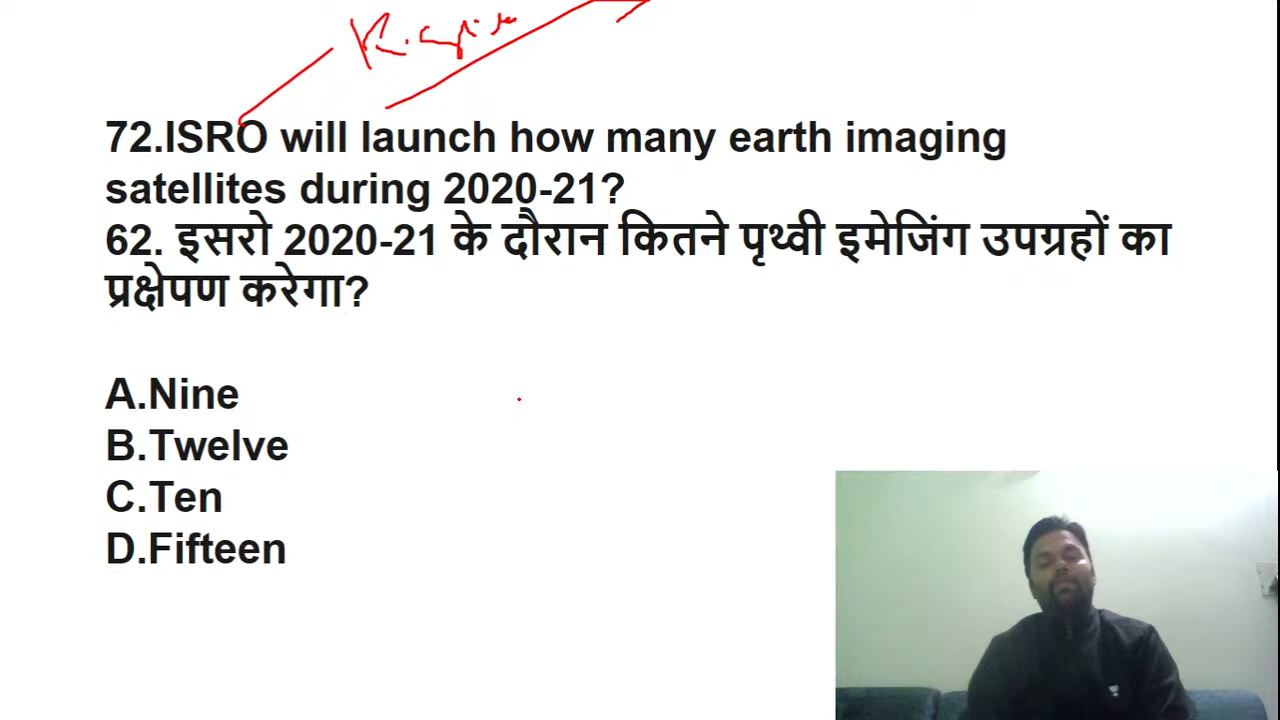 72.ISRO will launch how many earth imaging
satellites during 2020-21?
62. इसरो 2020-21 के दौरान कितने पृथ्वी इमेजिंग उपग्रहों का
प्रक्षेपण करेगा?
A.Nine
B.Twelve
C.Ten
D.Fifteen